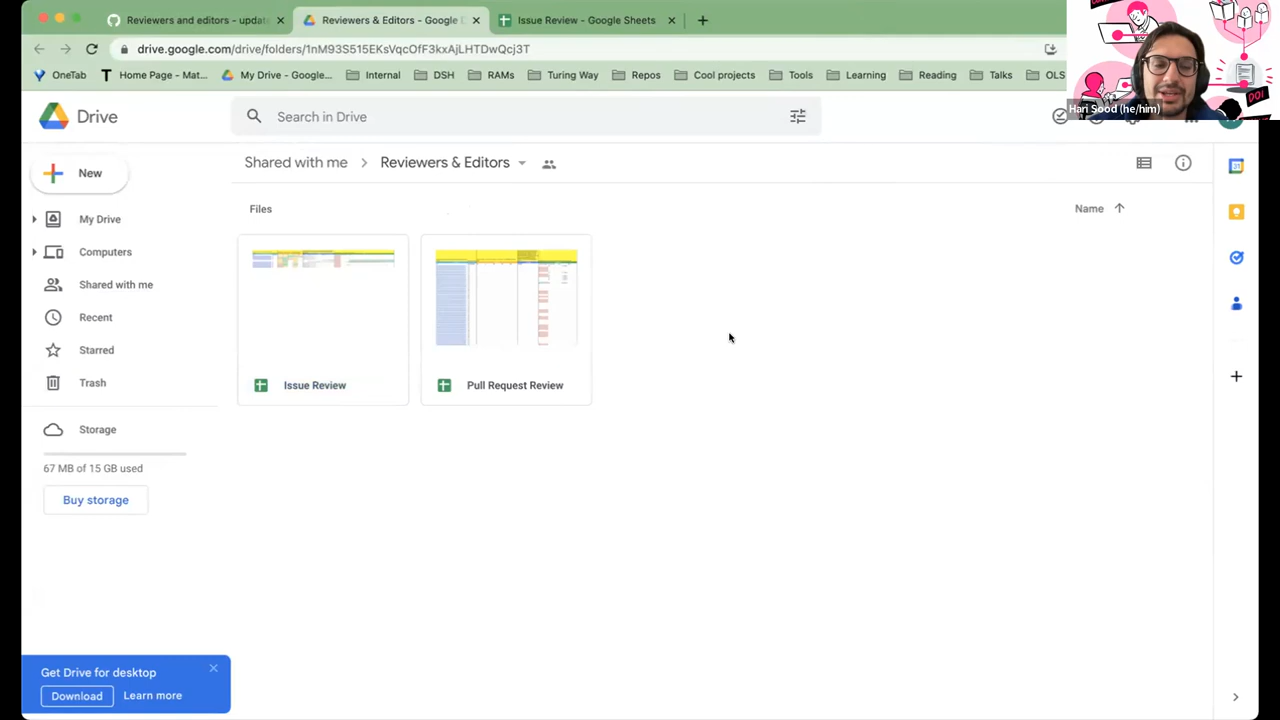 Reviewers and editors - update
Reviewers & Editors - Google D
Issue Review - Google Sheets
drive.google.com/drive/folders/1nM93S515EKsVqcOfF3kxAjLHTDwQcj3T
OneTab
Home Page - Mat...
My Drive - Google...
Internal
DSH
RAMs
Turing Way
Repos
Cool projects
Tools
Learning
Reading
Talks
OLS
DOI
Hari Sood (he/him)
Drive
Search in Drive
New
Shared with me
Reviewers & Editors
Files
Name
My Drive
Computers
Shared with me
Recent
Starred
Trash
Storage
67 MB of 15 GB used
Buy storage
Issue Review
Pull Request Review
Get Drive for desktop
Download
Learn more